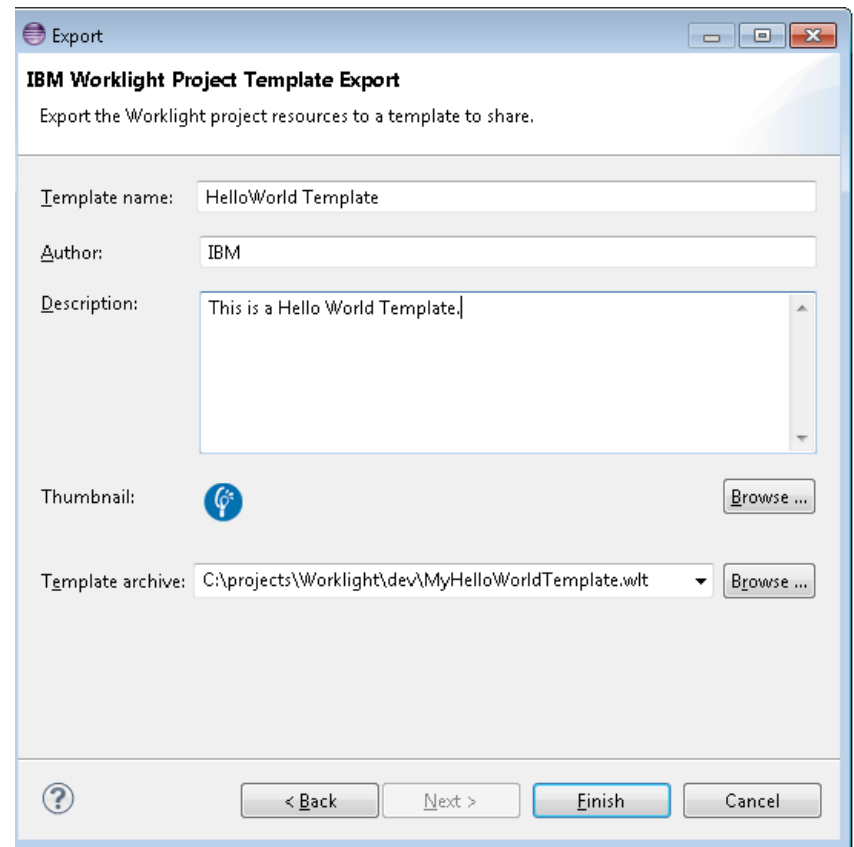 Export
IBM Worklight Project Template Export
Export the Worklight project resources to a template to share.
Template name: HelloWorld Template
Author: IBM
Description: This is a Hello World Template.
Thumbnail: Browse ...
Template archive: C:\projects\Worklight\dev\MyHelloWorldTemplate.wlt Browse ...
? < Back Next > Finish Cancel